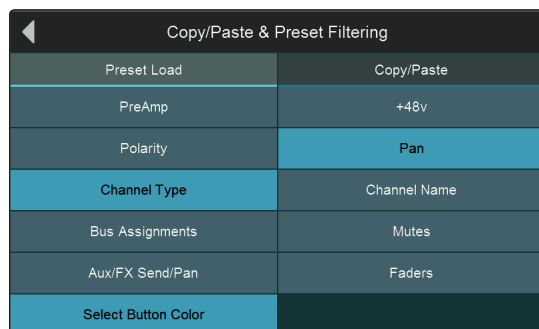 Copy/Paste & Preset Filtering
Preset Load Copy/Paste
PreAmp +48v
Polarity Pan
Channel Type Channel Name
Bus Assignments Mutes
Aux/FX Send/Pan Faders
Select Button Color